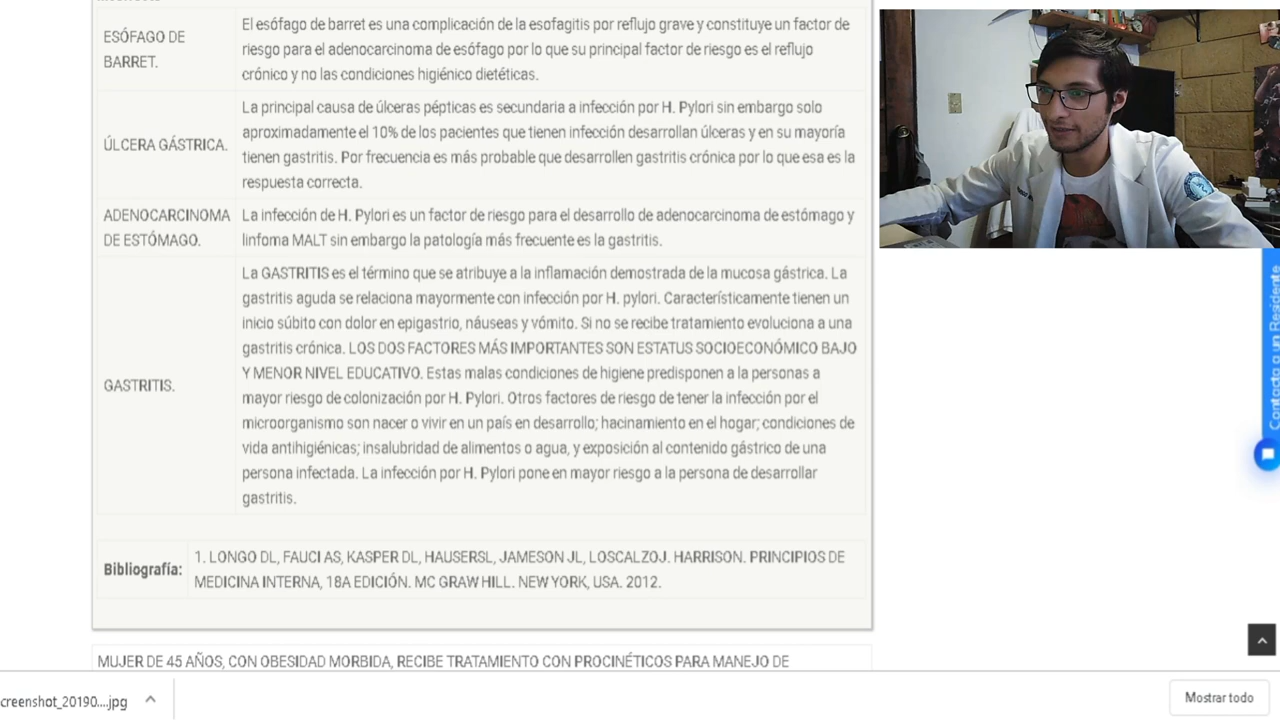 ESÓFAGO DE
BARRET.
El esófago de barret es una complicación de la esofagitis por reflujo grave y constituye un factor de
riesgo para el adenocarcinoma de esófago por lo que su principal factor de riesgo es el reflujo
crónico y no las condiciones higiénico dietéticas.
ÚLCERA GÁSTRICA.
La principal causa de úlceras pépticas es secundaria a infección por H. Pylori sin embargo solo
aproximadamente el 10% de los pacientes que tienen infección desarrollan úlceras y en su mayoría
tienen gastritis. Por frecuencia es más probable que desarrollen gastritis crónica por lo que esa es la
respuesta correcta.
ADENOCARCINOMA
DE ESTÓMAGO.
La infección de H. Pylori es un factor de riesgo para el desarrollo de adenocarcinoma de estómago y
linfoma MALT sin embargo la patología más frecuente es la gastritis.
GASTRITIS.
La GASTRITIS es el término que se atribuye a la inflamación demostrada de la mucosa gástrica. La
gastritis aguda se relaciona mayormente con infección por H. pylori. Característicamente tienen un
inicio súbito con dolor en epigastrio, náuseas y vómito. Si no se recibe tratamiento evoluciona a una
gastritis crónica. LOS DOS FACTORES MÁS IMPORTANTES SON ESTATUS SOCIOECONÓMICO BAJO
Y MENOR NIVEL EDUCATIVO. Estas malas condiciones de higiene predisponen a la personas a
mayor riesgo de colonización por H. Pylori. Otros factores de riesgo de tener la infección por el
microorganismo son nacer o vivir en un país en desarrollo; hacinamiento en el hogar; condiciones de
vida antihigiénicas; insalubridad de alimentos o agua, y exposición al contenido gástrico de una
persona infectada. La infección por H. Pylori pone en mayor riesgo a la persona de desarrollar
gastritis.
Bibliografía:
1. LONGO DL, FAUCI AS, KASPER DL, HAUSERSL, JAMESON JL, LOSCALZOJ. HARRISON. PRINCIPIOS DE
MEDICINA INTERNA, 18A EDICIÓN. MC GRAW HILL. NEW YORK, USA. 2012.
MUJER DE 45 AÑOS, CON OBESIDAD MORBIDA, RECIBE TRATAMIENTO CON PROCINÉTICOS PARA MANEJO DE
Contacta a un Residente
creenshot_20190....jpg
Mostrar todo